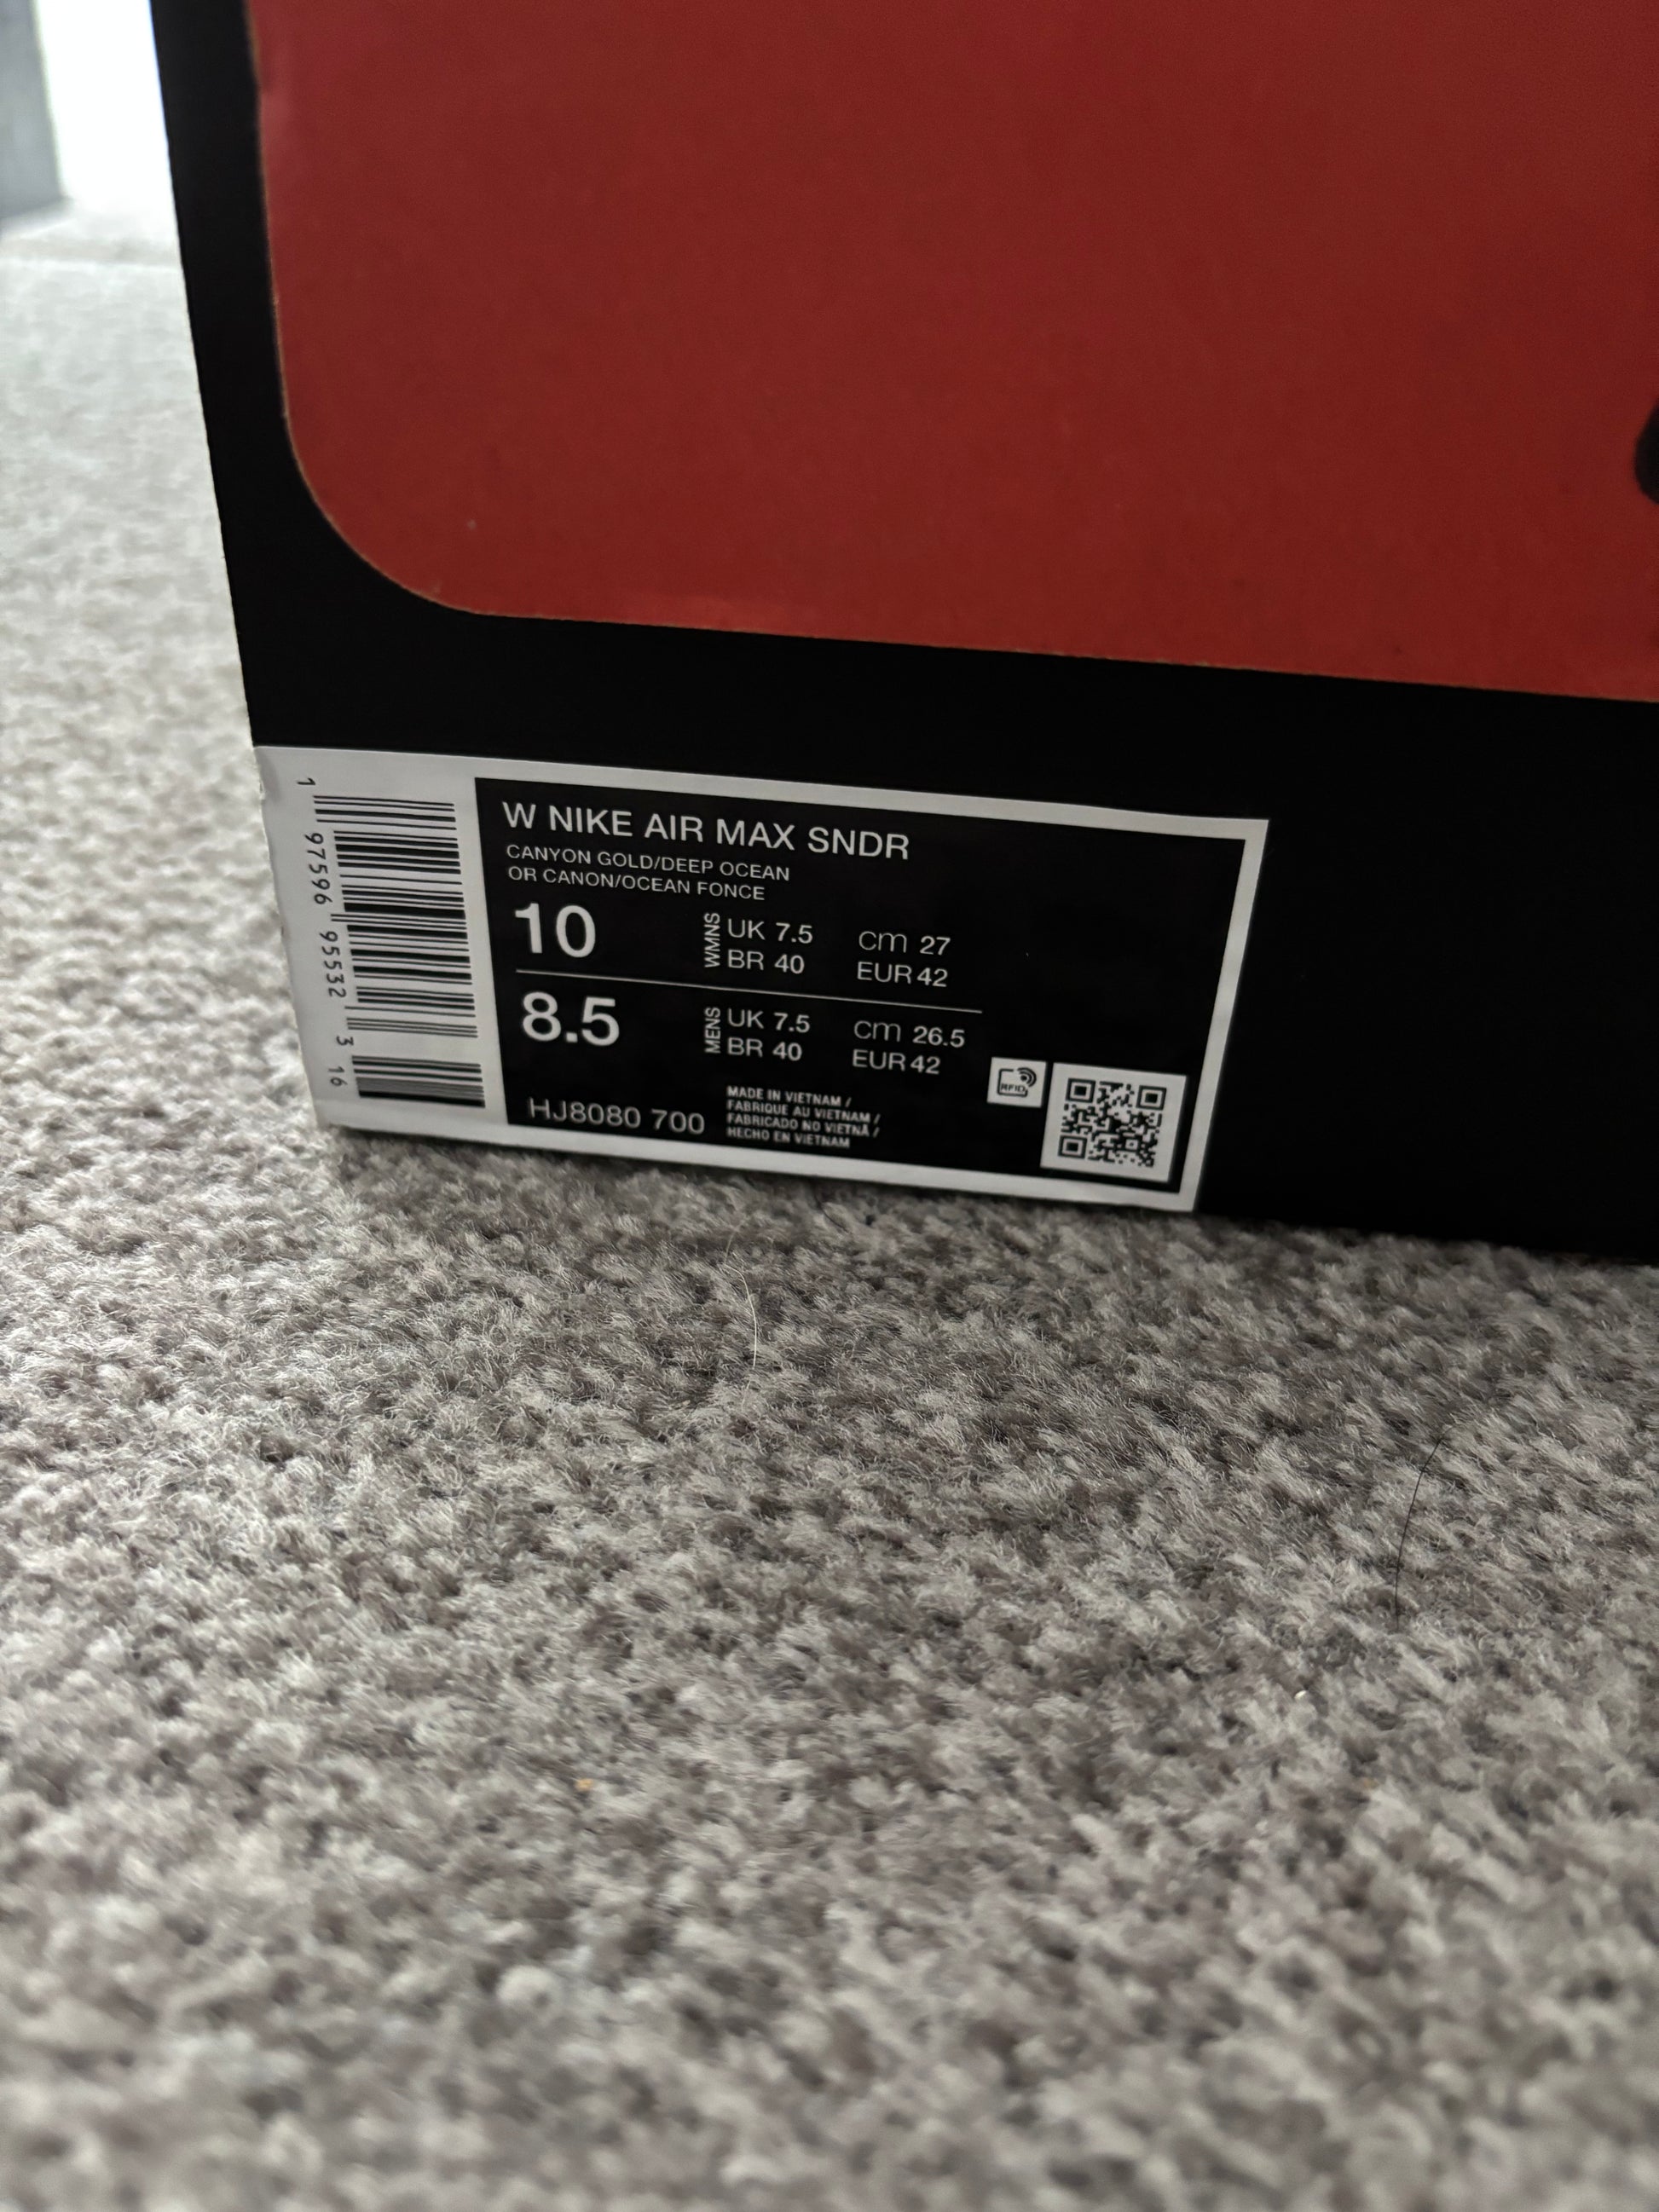 W NIKE AIR MAX SNDR
CANYON GOLD/DEEP OCEAN
OR CANON/OCEAN FONCE
10 WMNS UK 7.5 cm 27
BR 40 EUR 42
8.5 MENS UK 7.5 cm 26.5
BR 40 EUR 42
HJ8080 700
MADE IN VIETNAM /
FABRIQUE AU VIETNAM /
FABRICADO NO VIETNÃ /
HECHO EN VIETNAM
RFID
1 97596 95532 3 16